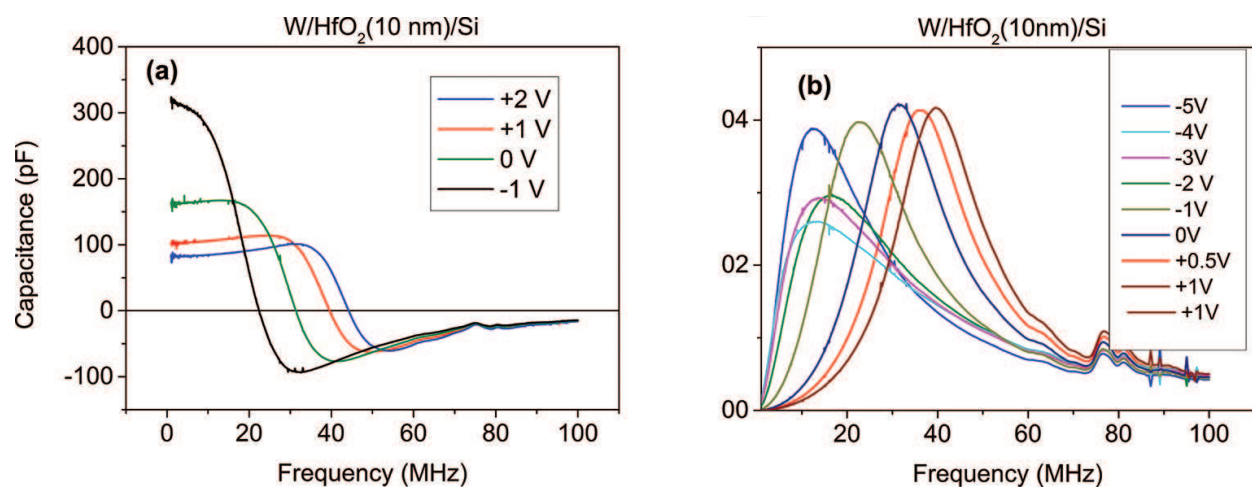 W/HfO₂(10 nm)/Si
(a)
+2 V
+1 V
0 V
-1 V
Capacitance (pF)
400
300
200
100
0
-100
0 20 40 60 80 100
Frequency (MHz)
W/HfO₂(10nm)/Si
(b)
-5V
-4V
-3V
-2 V
-1V
0V
+0.5V
+1V
+1V
04
02
00
20 40 60 80 100
Frequency (MHz)